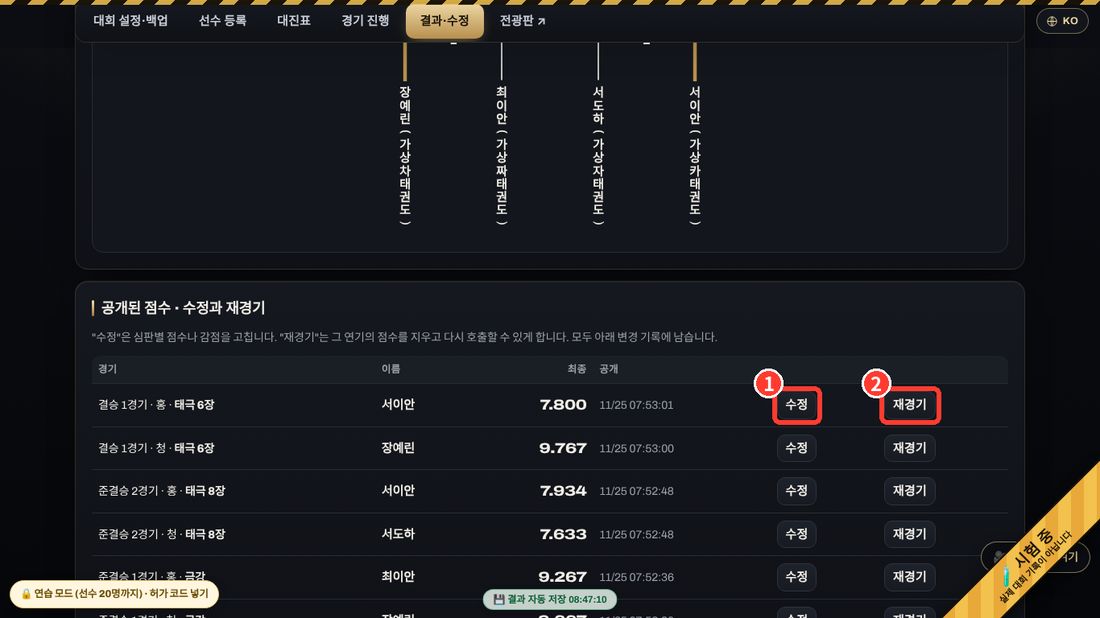 대회 설정·백업 선수 등록 대진표 경기 진행 결과·수정 전광판 ↗ KO
장예린(가상차태권도)
최이안(가상파태권도)
서도하(가상자태권도)
서이안(가상카태권도)
공개된 점수 · 수정과 재경기
"수정"은 심판별 점수나 감점을 고칩니다. "재경기"는 그 연기의 점수를 지우고 다시 호출할 수 있게 합니다. 모두 아래 변경 기록에 남습니다.
경기 이름 최종 공개
1 2
결승 1경기 · 홍 · 태극 6장 서이안 7.800 11/25 07:53:01 수정 재경기
결승 1경기 · 청 · 태극 6장 장예린 9.767 11/25 07:53:00 수정 재경기
준결승 2경기 · 홍 · 태극 8장 서이안 7.934 11/25 07:52:48 수정 재경기
준결승 2경기 · 청 · 태극 8장 서도하 7.633 11/25 07:52:48 수정 재경기
준결승 1경기 · 홍 · 금강 최이안 9.267 11/25 07:52:36 수정 재경기
🔒 연습 모드 (선수 20명까지) · 허가 코드 넣기
💾 결과 자동 저장 08:47:10
🧪 시험 중
실제 대회 기록이 아닙니다